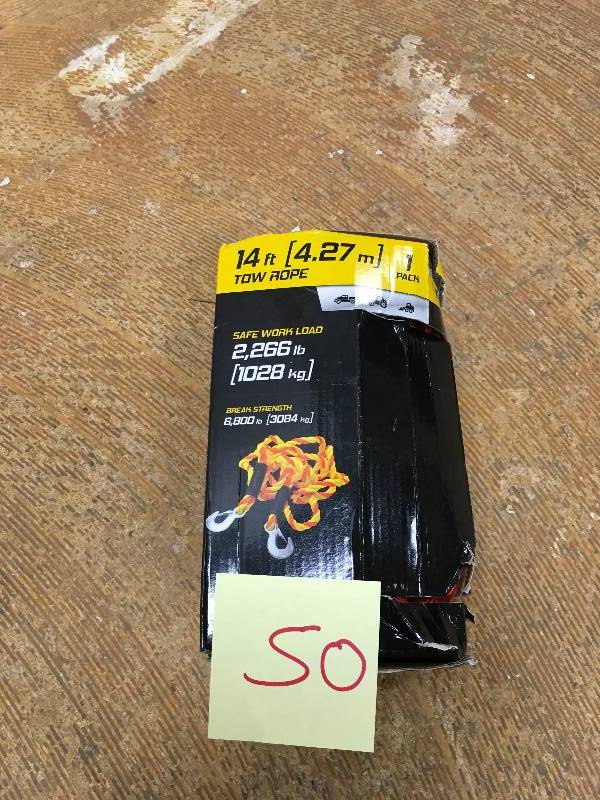 14 ft [4.27 m] 1
TOW ROPE PACK
SAFE WORK LOAD
2,266 lb
[1028 kg]
BREAK STRENGTH
6,800 lb [3084 kg]
50